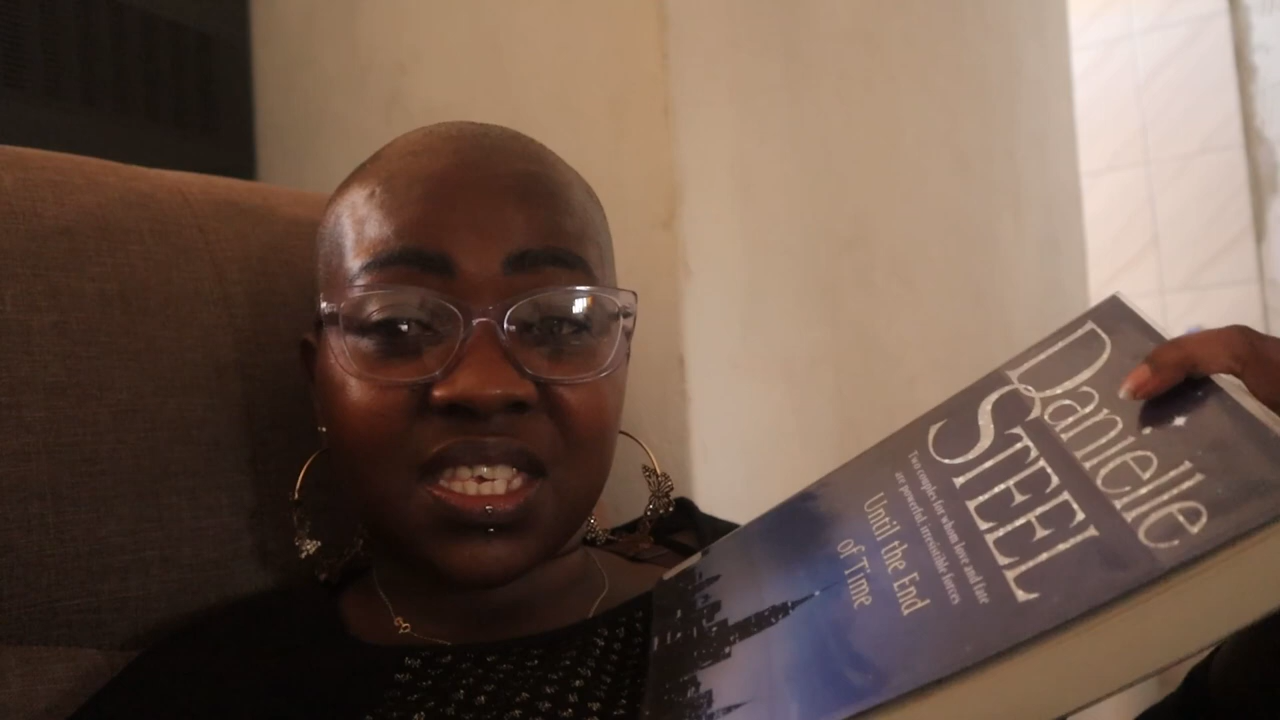 Danielle
STEEL
Two couples for whom love and fate
are powerful, irresistible forces
Until the End
of Time